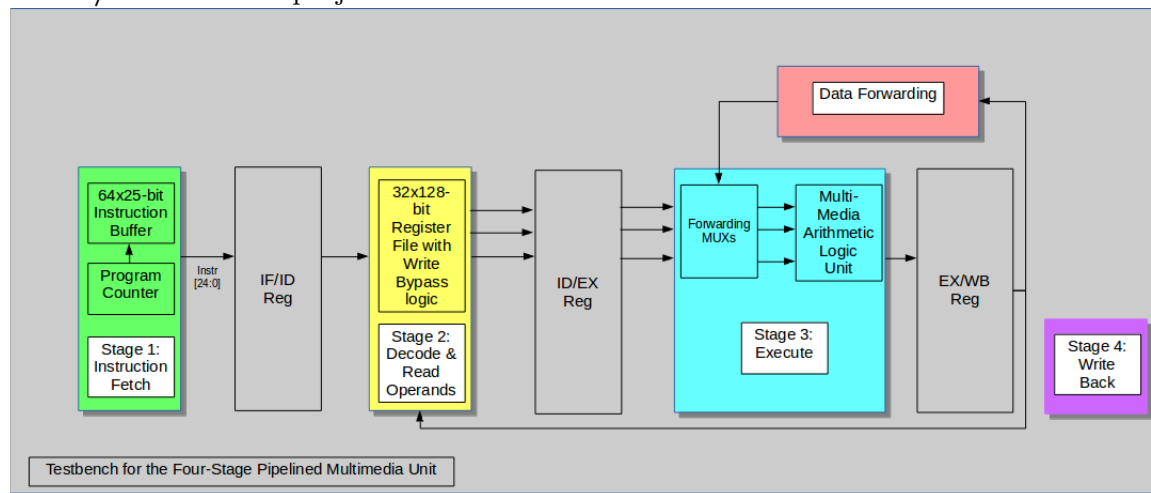 64x25-bit
Instruction
Buffer
Program
Counter
Stage 1:
Instruction
Fetch
Instr
[24:0]
IF/ID
Reg
32x128-
bit
Register
File with
Write
Bypass
logic
Stage 2:
Decode &
Read
Operands
ID/EX
Reg
Data Forwarding
Forwarding
MUXs
Multi-
Media
Arithmetic
Logic
Unit
Stage 3:
Execute
EX/WB
Reg
Stage 4:
Write
Back
Testbench for the Four-Stage Pipelined Multimedia Unit